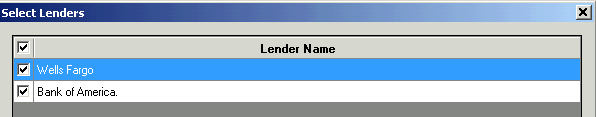 Select Lenders
Lender Name
Wells Fargo
Bank of America.